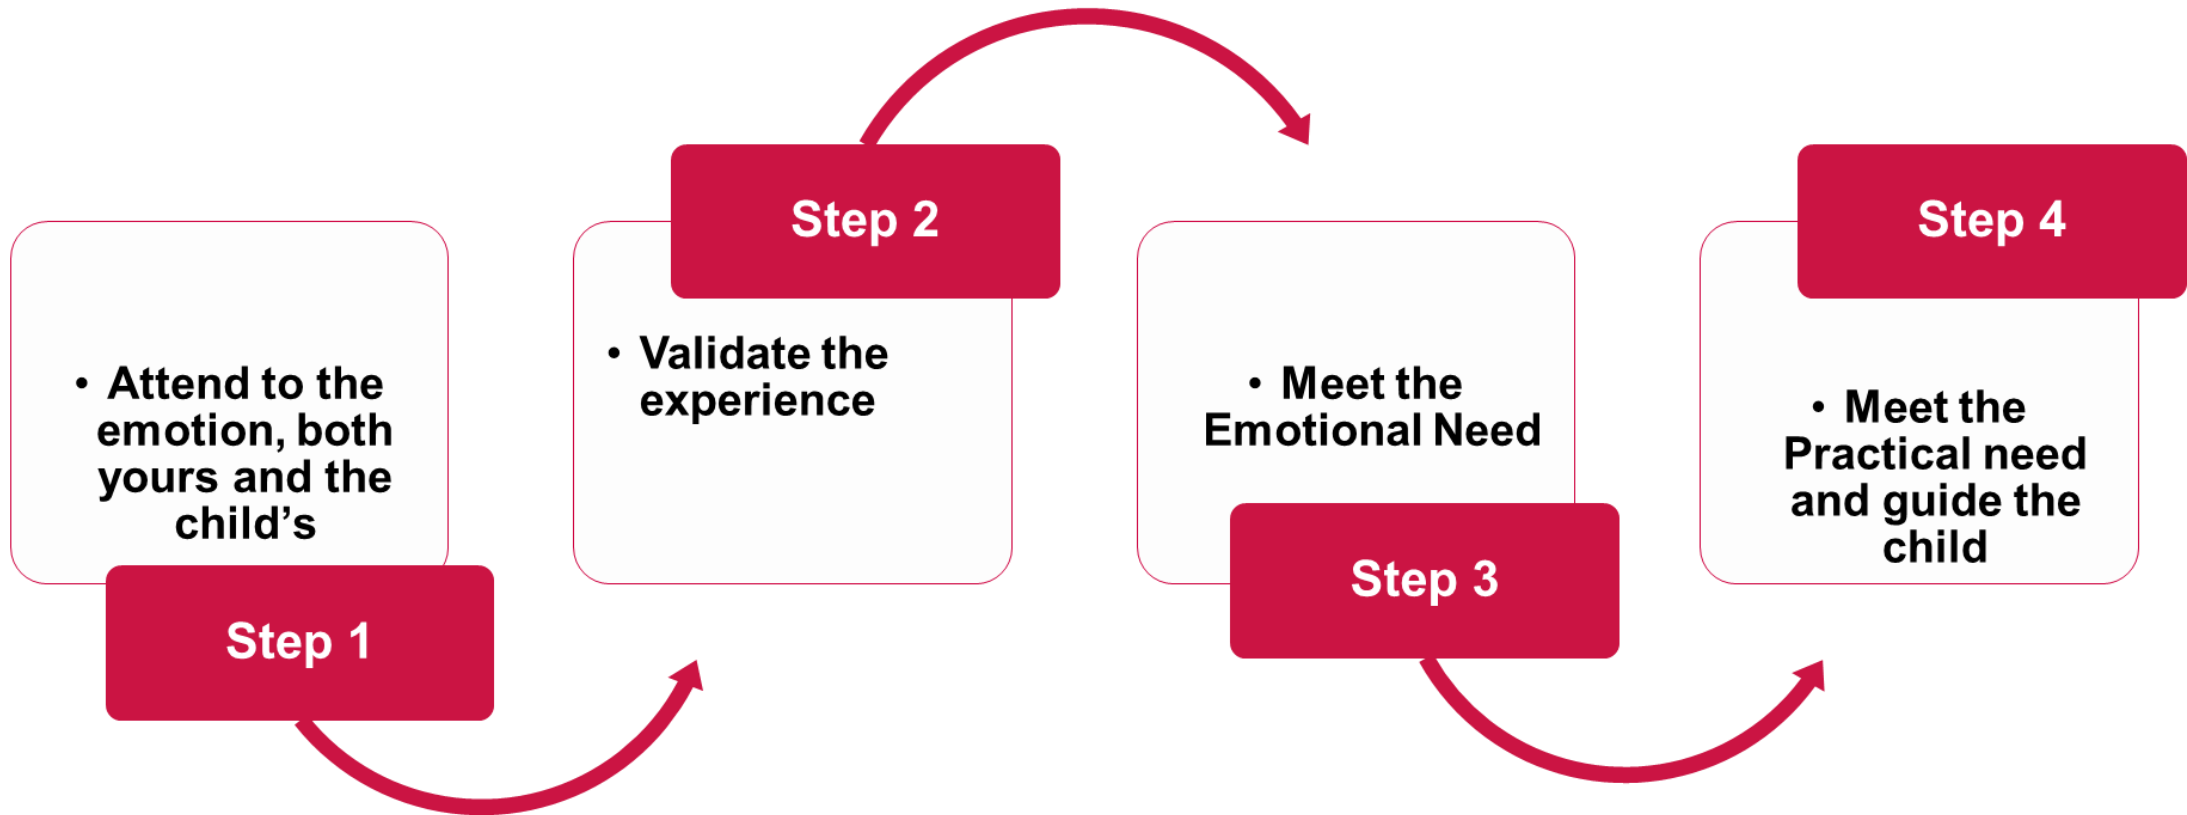 Step 1
• Attend to the
emotion, both
yours and the
child’s
Step 2
• Validate the
experience
• Meet the
Emotional Need
Step 3
Step 4
• Meet the
Practical need
and guide the
child